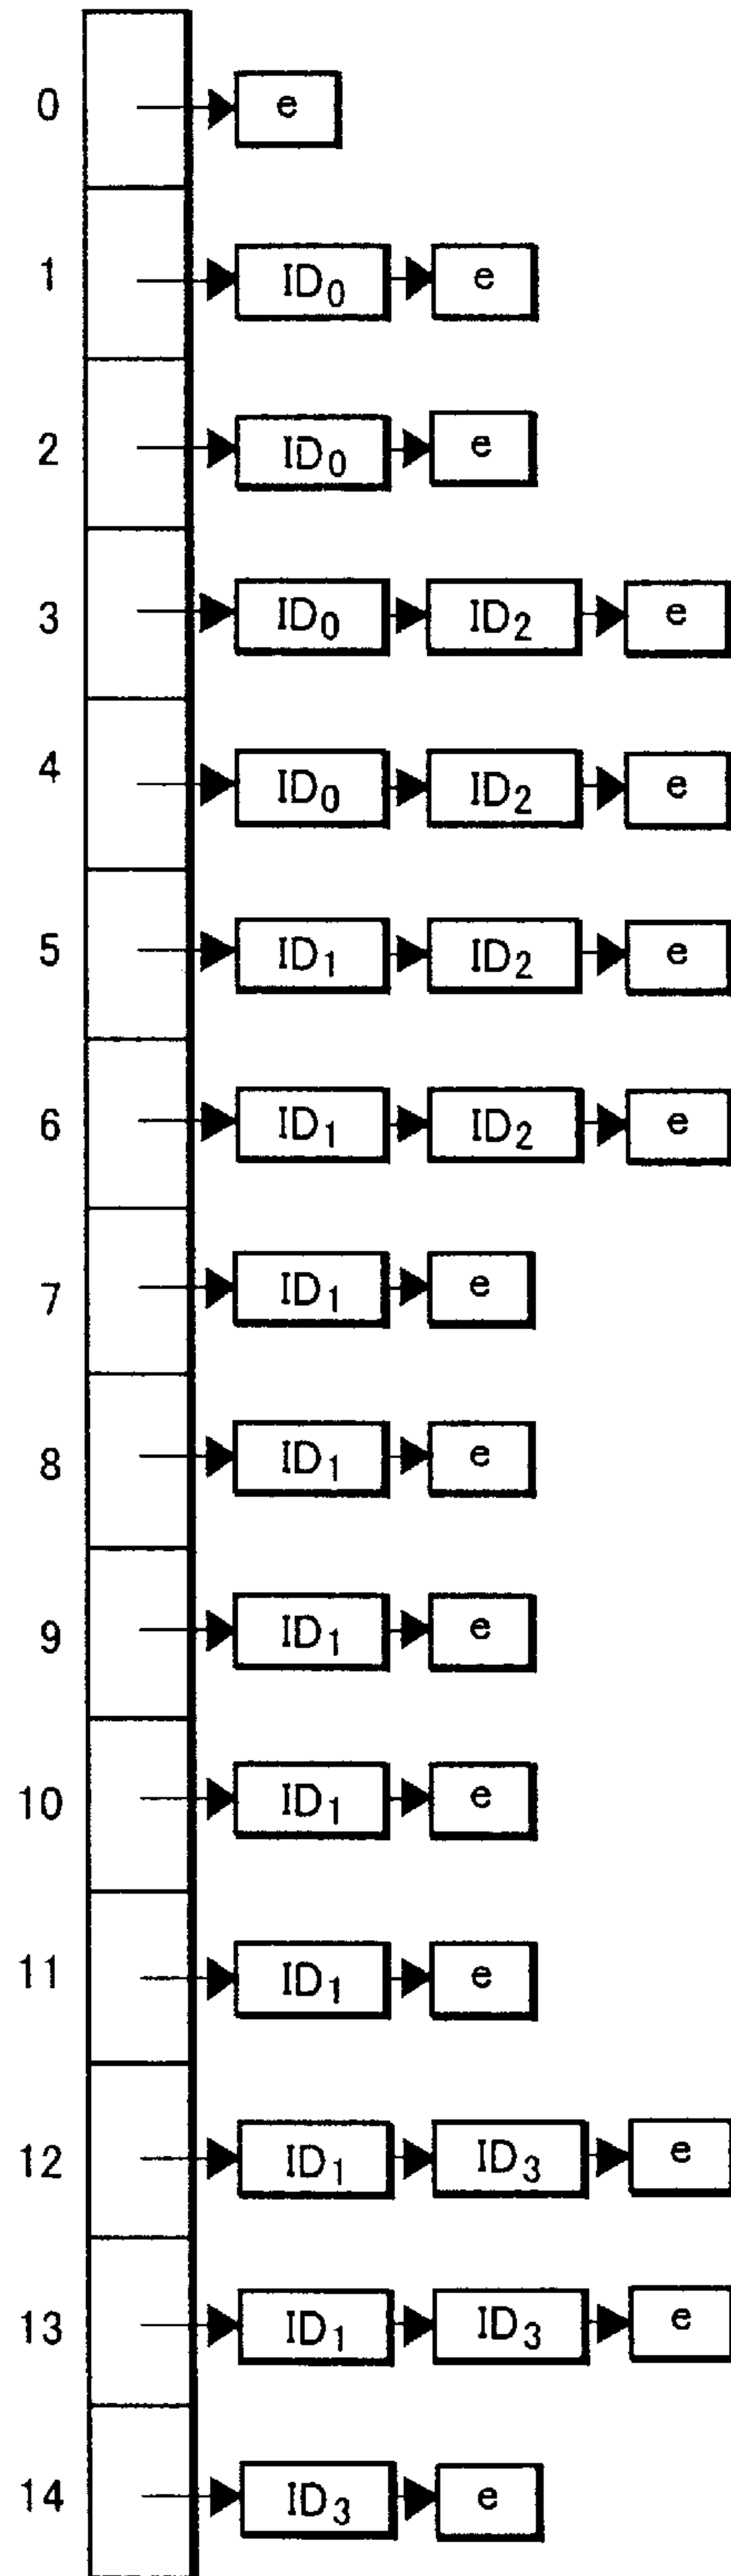 0 e
1 ID₀ e
2 ID₀ e
3 ID₀ ID₂ e
4 ID₀ ID₂ e
5 ID₁ ID₂ e
6 ID₁ ID₂ e
7 ID₁ e
8 ID₁ e
9 ID₁ e
10 ID₁ e
11 ID₁ e
12 ID₁ ID₃ e
13 ID₁ ID₃ e
14 ID₃ e